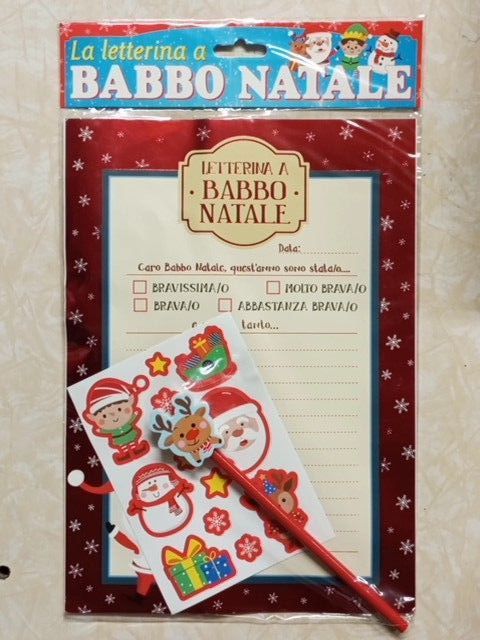 La letterina a
BABBO NATALE
LETTERINA A
BABBO
NATALE
Data:
Caro Babbo Natale, quest'anno sono stata/o....
BRAVISSIMA/O
MOLTO BRAVA/O
BRAVA/O
ABBASTANZA BRAVA/O
tanto...